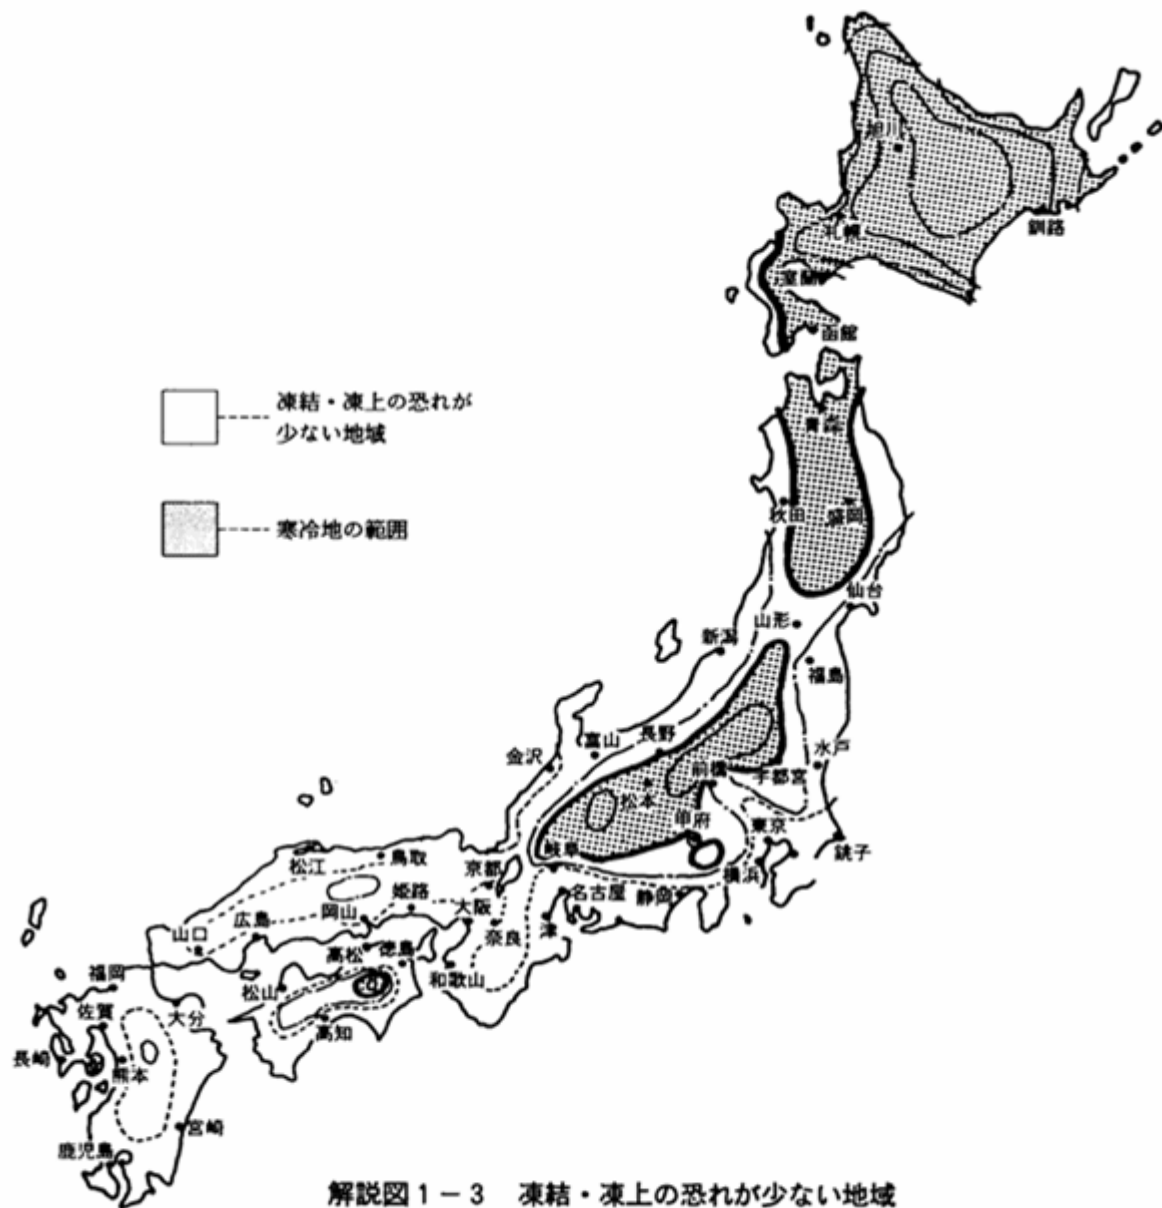 旭川
札幌
釧路
室蘭
函館
凍結・凍上の恐れが
少ない地域
青森
寒冷地の範囲
秋田
盛岡
仙台
山形
新潟
福島
富山
長野
水戸
金沢
前橋
宇都宮
松本
甲府
東京
銚子
岐阜
横浜
松江
鳥取
京都
名古屋
静岡
姫路
大阪
岡山
広島
奈良
津
山口
高松
徳島
和歌山
福岡
松山
佐賀
大分
高知
長崎
熊本
宮崎
鹿児島
解説図1－3 凍結・凍上の恐れが少ない地域